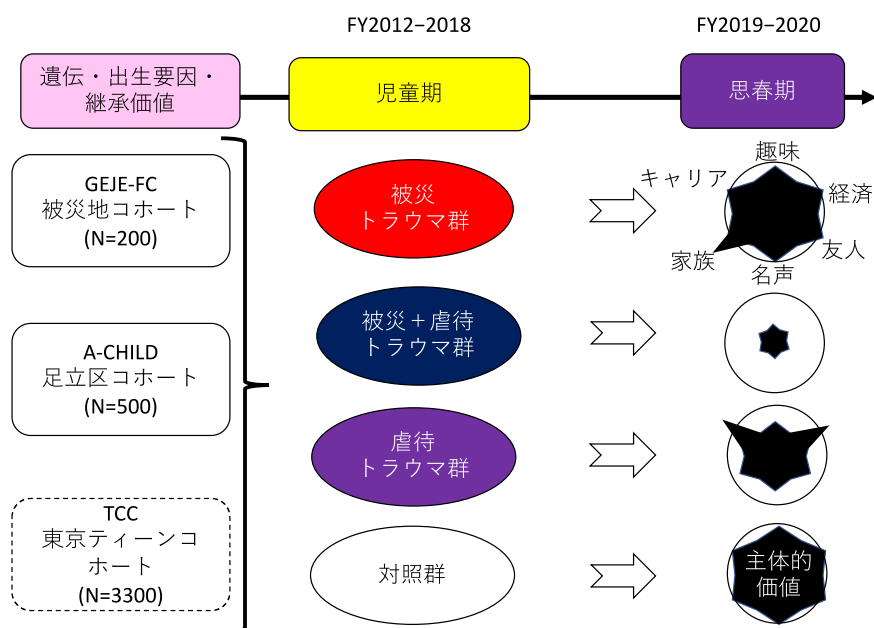 FY2012−2018
FY2019−2020
遺伝・出生要因・
継承価値
児童期
思春期
GEJE-FC
被災地コホート
(N=200)
被災
トラウマ群
趣味
キャリア
経済
家族
友人
名声
A-CHILD
足立区コホート
(N=500)
被災＋虐待
トラウマ群
虐待
トラウマ群
TCC
東京ティーンコ
ホート
(N=3300)
対照群
主体的
価値